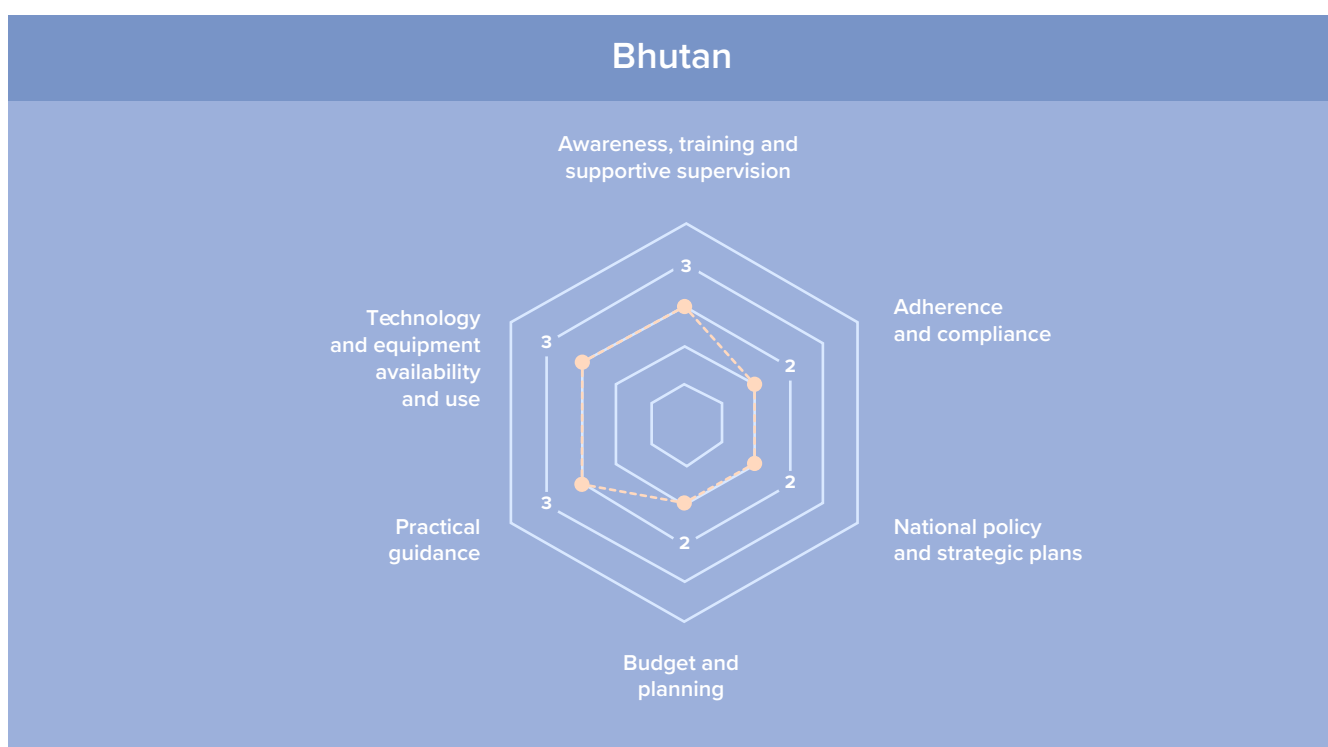 Bhutan
Awareness, training and
supportive supervision
3
Adherence
and compliance
2
Technology
and equipment
availability
and use
3
Practical
guidance
3
National policy
and strategic plans
2
Budget and
planning
2